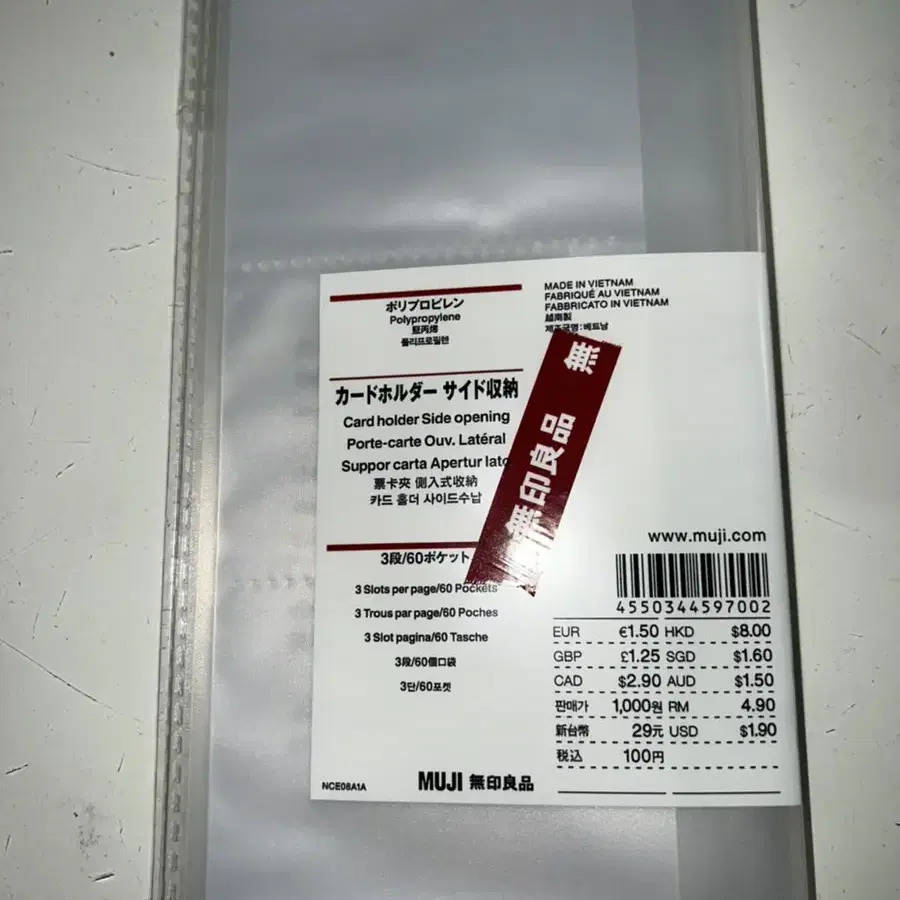 ポリプロピレン
Polypropylene
聚丙烯
폴리프로필렌
カードホルダー サイド収納
Card holder Side opening
Porte-carte Ouv. Latéral
Suppor carta Apertur lato
票卡夾 側入式收納
카드 홀더 사이드수납
3段/60ポケット
3 Slots per page/60 Pockets
3 Trous par page/60 Poches
3 Slot pagina/60 Tasche
3段/60個口袋
3단/60포켓
NCE08A1A
MUJI 無印良品
MADE IN VIETNAM
FABRIQUÉ AU VIETNAM
FABBRICATO IN VIETNAM
越南製
제조국명:베트남
無印良品 無
www.muji.com
4550344597002
EUR €1.50 HKD $8.00
GBP £1.25 SGD $1.60
CAD $2.90 AUD $1.50
판매가 1,000원 RM 4.90
新台幣 29元 USD $1.90
税込 100円